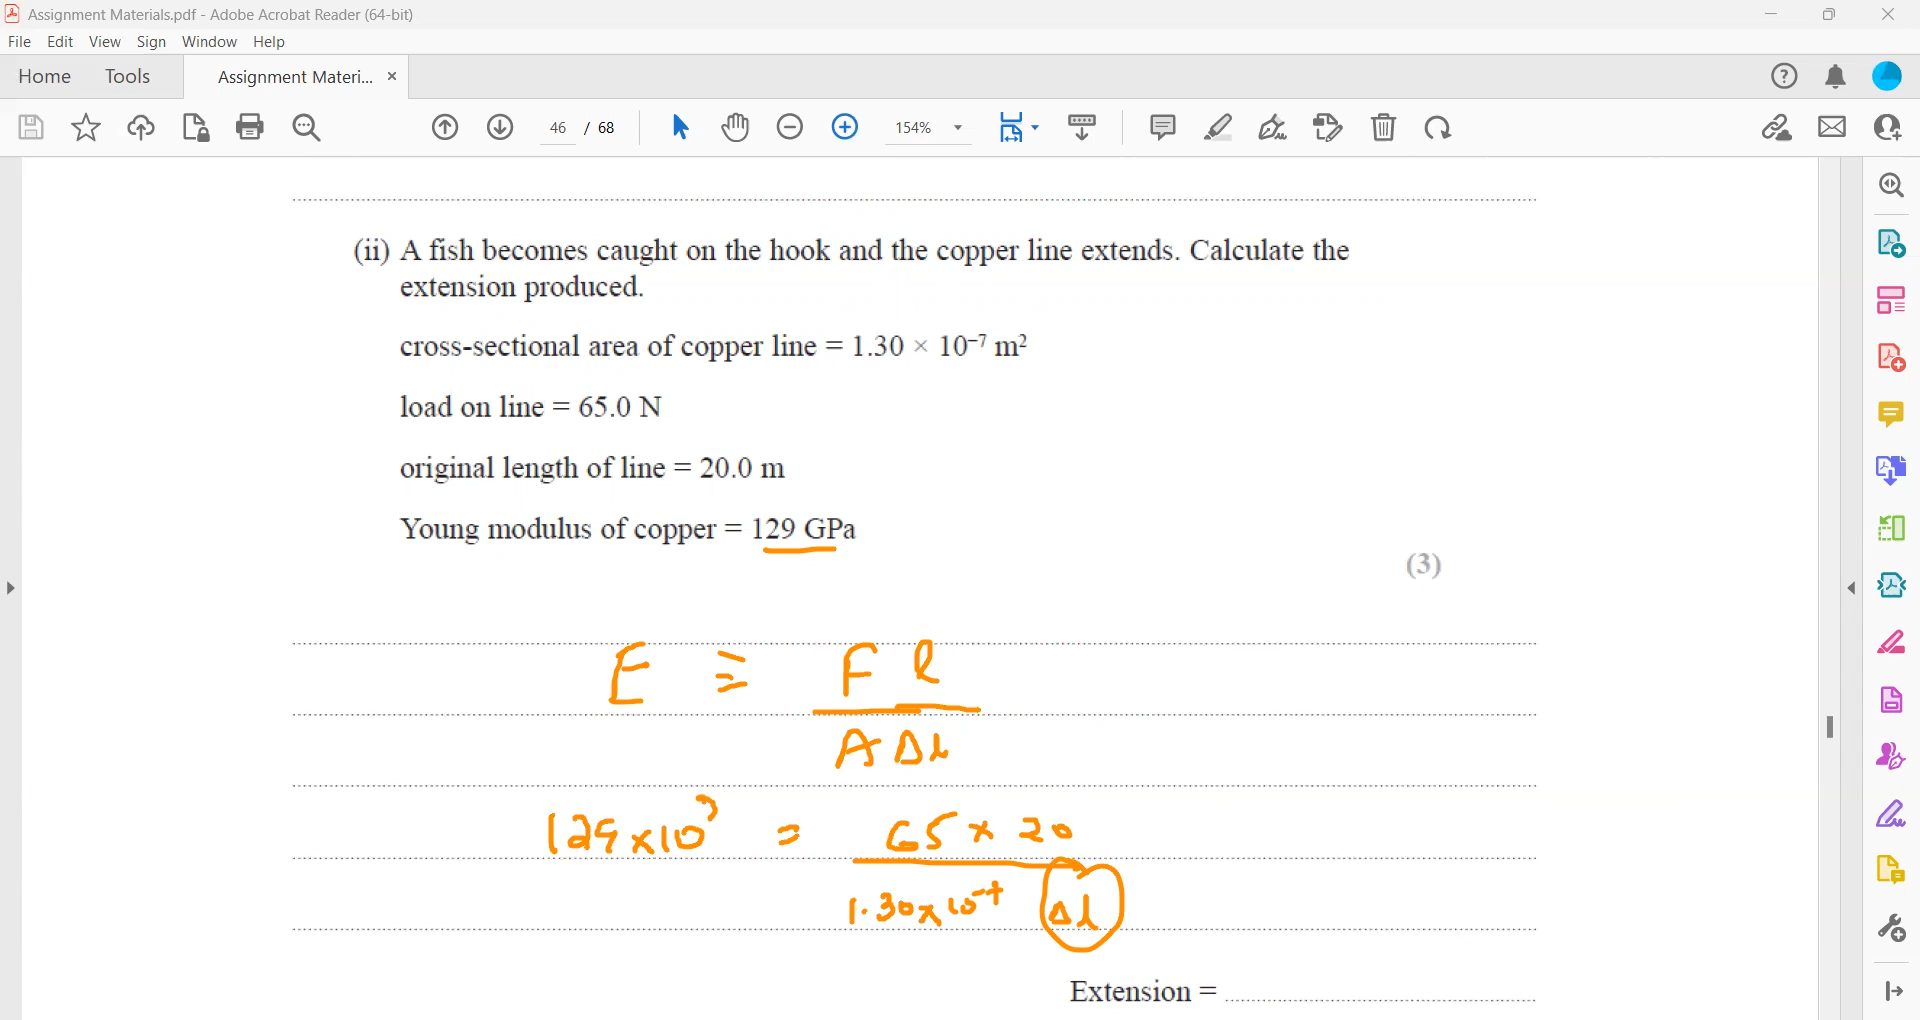 Assignment Materials.pdf - Adobe Acrobat Reader (64-bit)
File Edit View Sign Window Help
Home Tools Assignment Materi... ×
46 / 68 154%
(ii) A fish becomes caught on the hook and the copper line extends. Calculate the
extension produced.
cross-sectional area of copper line = 1.30 × 10⁻⁷ m²
load on line = 65.0 N
original length of line = 20.0 m
Young modulus of copper = 129 GPa
(3)
E = F l
A Δl
129 × 10⁹ = 65 × 20
1.30 × 10⁻⁷ Δl
Extension =